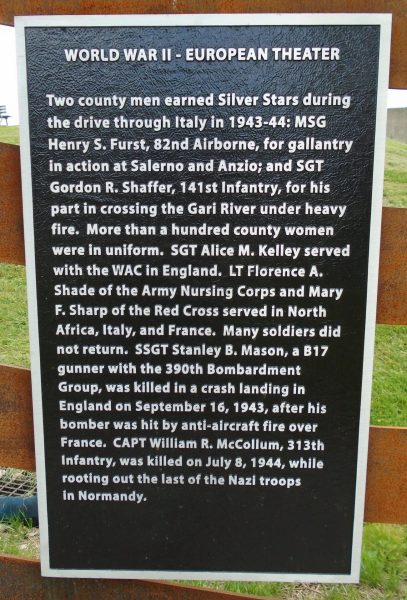 WORLD WAR II - EUROPEAN THEATER
Two county men earned Silver Stars during
the drive through Italy in 1943-44: MSG
Henry S. Furst, 82nd Airborne, for gallantry
in action at Salerno and Anzio; and SGT
Gordon R. Shaffer, 141st Infantry, for his
part in crossing the Gari River under heavy
fire. More than a hundred county women
were in uniform. SGT Alice M. Kelley served
with the WAC in England. LT Florence A.
Shade of the Army Nursing Corps and Mary
F. Sharp of the Red Cross served in North
Africa, Italy, and France. Many soldiers did
not return. SSGT Stanley B. Mason, a B17
gunner with the 390th Bombardment
Group, was killed in a crash landing in
England on September 16, 1943, after his
bomber was hit by anti-aircraft fire over
France. CAPT William R. McCollum, 313th
Infantry, was killed on July 8, 1944, while
rooting out the last of the Nazi troops
in Normandy.